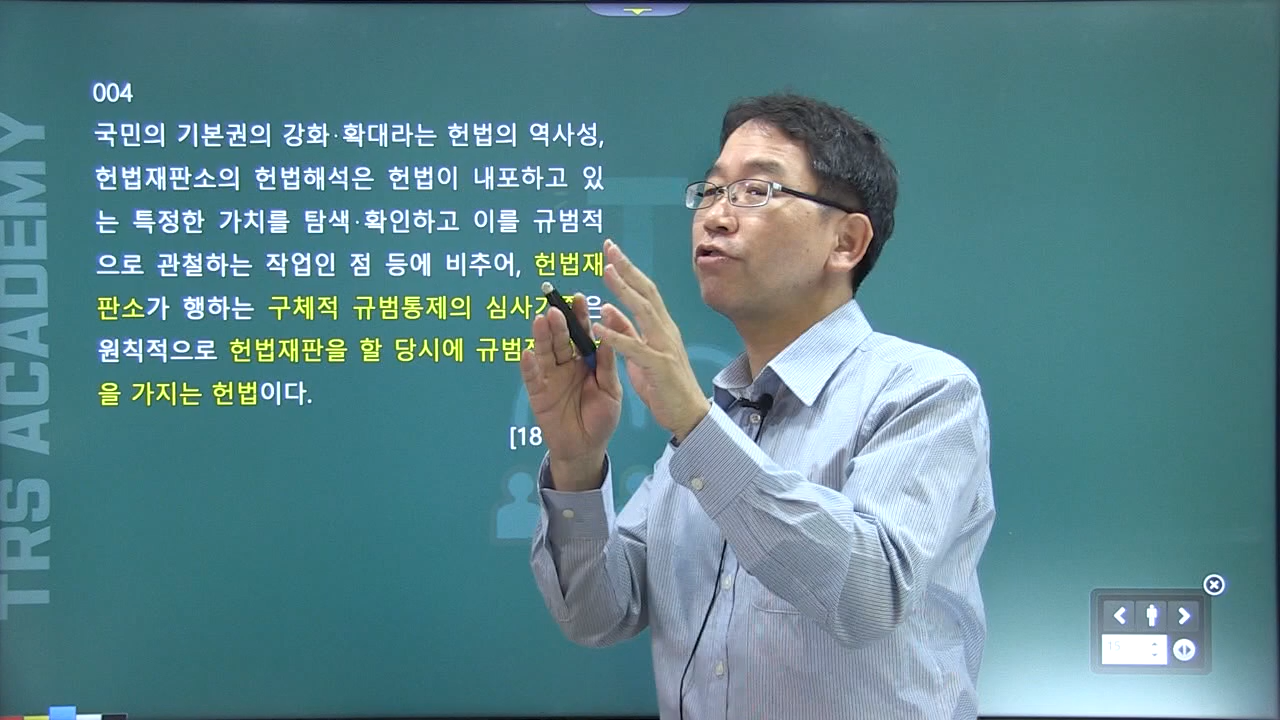 004
국민의 기본권의 강화·확대라는 헌법의 역사성,
헌법재판소의 헌법해석은 헌법이 내포하고 있
는 특정한 가치를 탐색·확인하고 이를 규범적
으로 관철하는 작업인 점 등에 비추어, 헌법재
판소가 행하는 구체적 규범통제의 심사기준은
원칙적으로 헌법재판을 할 당시에
을 가지는 헌법이다.
[18
TRS ACADEMY
15